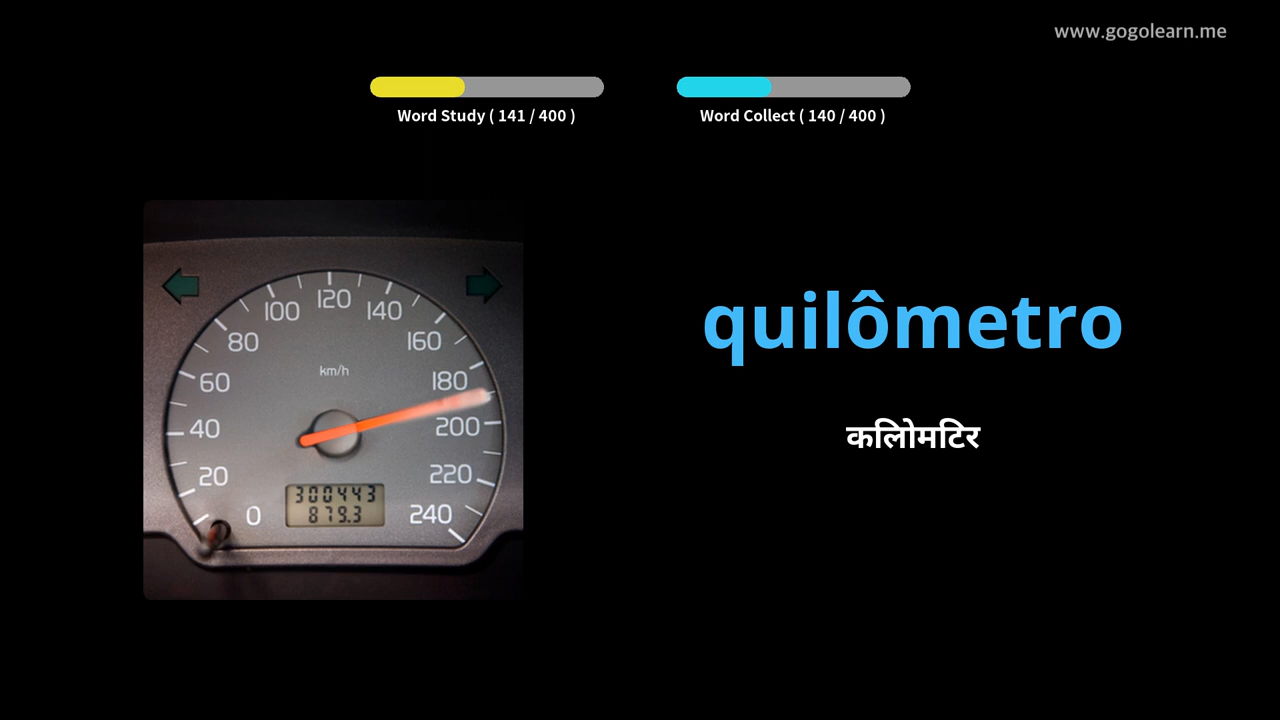 www.gogolearn.me
Word Study ( 141 / 400 )
Word Collect ( 140 / 400 )
120
100
140
80
160
km/h
60
180
40
200
20
220
300443
0
879.3
240
quilômetro
कलिोमटिर